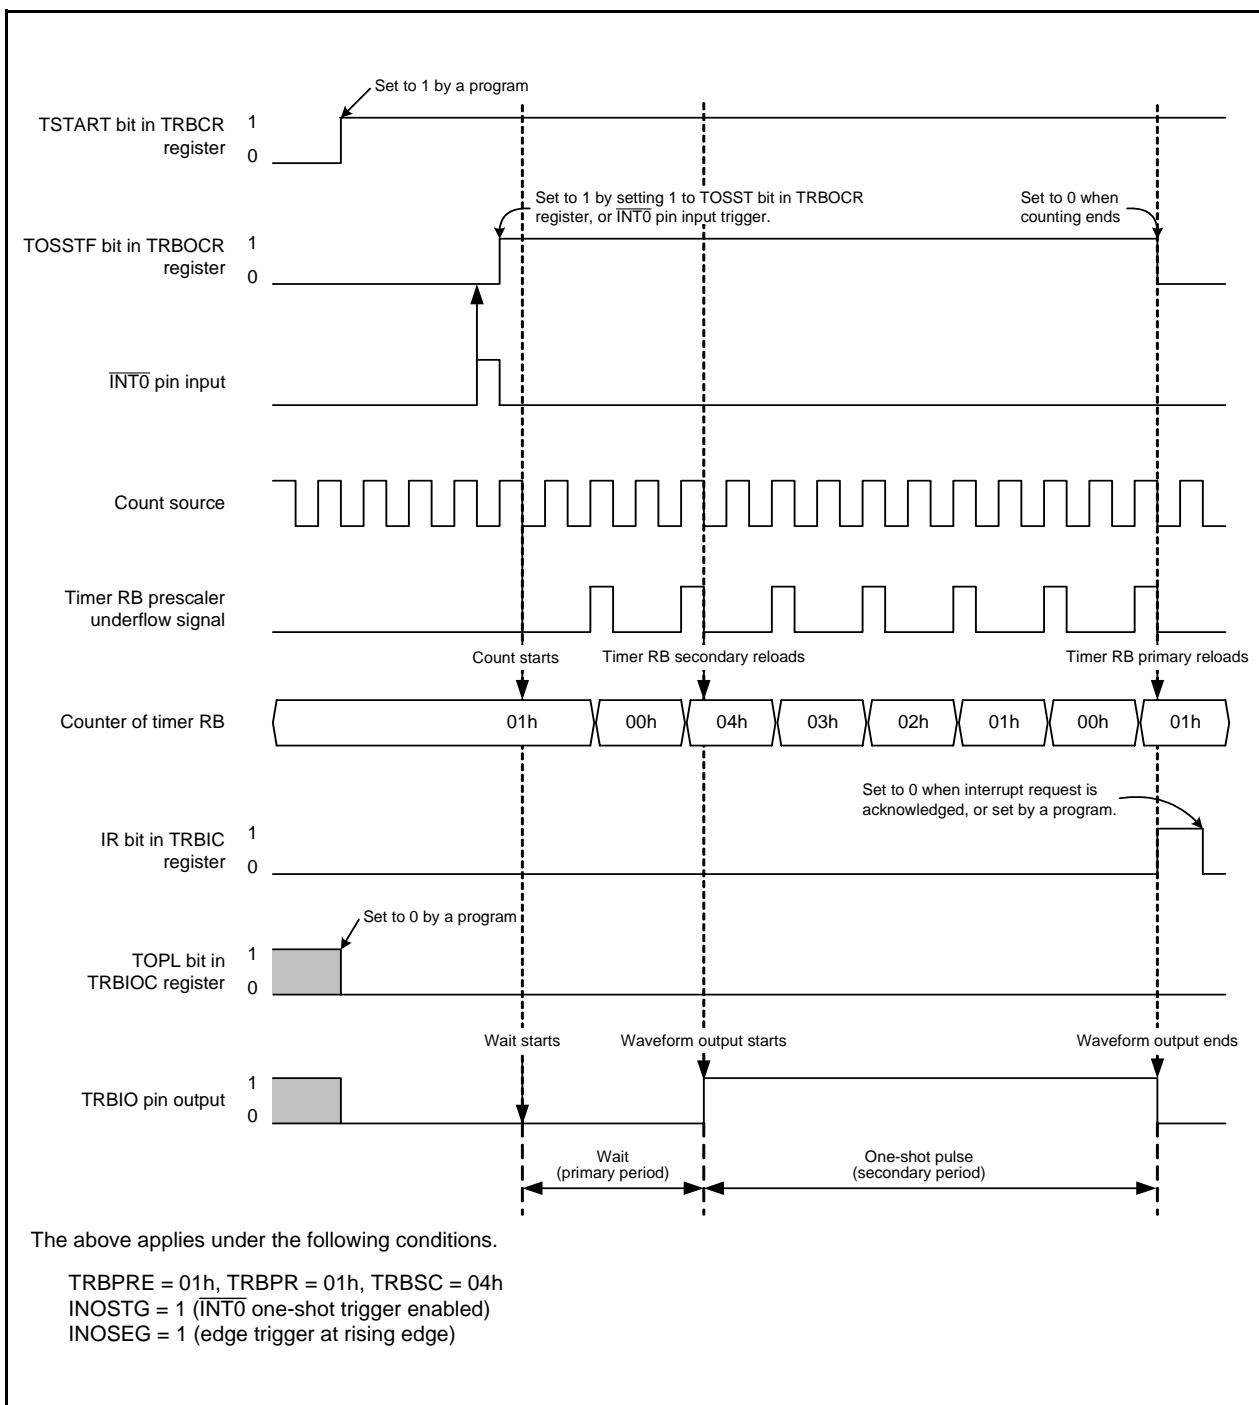 Set to 1 by a program
TSTART bit in TRBCR
register
1
0
Set to 1 by setting 1 to TOSST bit in TRBOCR
register, or INT0 pin input trigger.
Set to 0 when
counting ends
TOSSTF bit in TRBOCR
register
1
0
INT0 pin input
Count source
Timer RB prescaler
underflow signal
Count starts
Timer RB secondary reloads
Timer RB primary reloads
Counter of timer RB
01h
00h
04h
03h
02h
01h
00h
01h
Set to 0 when interrupt request is
acknowledged, or set by a program.
IR bit in TRBIC
register
1
0
Set to 0 by a program
TOPL bit in
TRBIOC register
1
0
Wait starts
Waveform output starts
Waveform output ends
TRBIO pin output
1
0
Wait
(primary period)
One-shot pulse
(secondary period)
The above applies under the following conditions.
TRBPRE = 01h, TRBPR = 01h, TRBSC = 04h
INOSTG = 1 (INT0 one-shot trigger enabled)
INOSEG = 1 (edge trigger at rising edge)